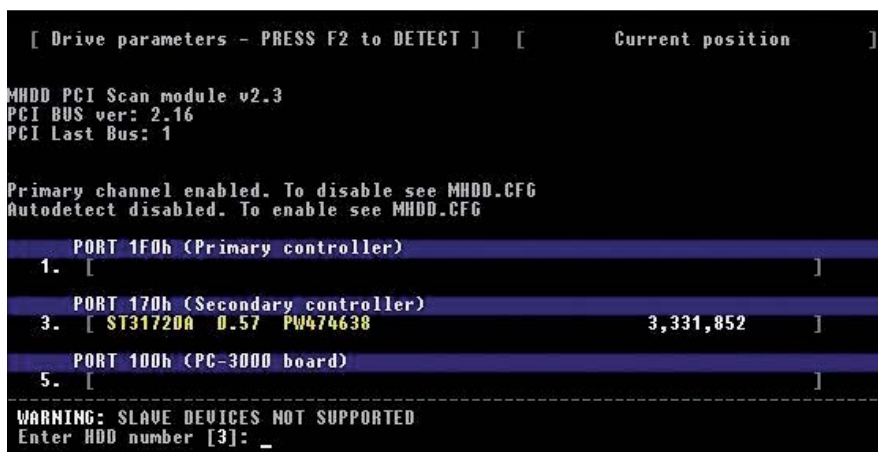 [ Drive parameters - PRESS F2 to DETECT ] [ Current position ]
MHDD PCI Scan module v2.3
PCI BUS ver: 2.16
PCI Last Bus: 1
Primary channel enabled. To disable see MHDD.CFG
Autodetect disabled. To enable see MHDD.CFG
PORT 1F0h (Primary controller)
1. [ ]
PORT 170h (Secondary controller)
3. [ ST31720A 0.57 PW474638 3,331,852 ]
PORT 100h (PC-3000 board)
5. [ ]
WARNING: SLAVE DEVICES NOT SUPPORTED
Enter HDD number [3]: _